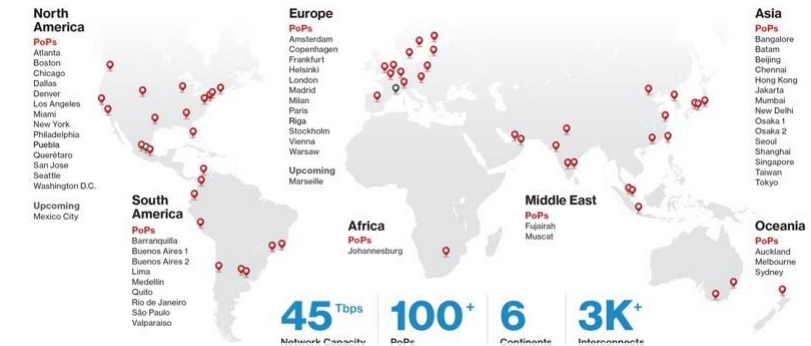 North
America
PoPs
Atlanta
Boston
Chicago
Dallas
Denver
Los Angeles
Miami
New York
Philadelphia
Puebla
Querétaro
San Jose
Seattle
Washington D.C.
Upcoming
Mexico City
South
America
PoPs
Barranquilla
Buenos Aires 1
Buenos Aires 2
Lima
Medellin
Quito
Rio de Janeiro
São Paulo
Valparaiso
Europe
PoPs
Amsterdam
Copenhagen
Frankfurt
Helsinki
London
Madrid
Milan
Paris
Riga
Stockholm
Vienna
Warsaw
Upcoming
Marseille
Africa
PoPs
Johannesburg
Middle East
PoPs
Fujairah
Muscat
Asia
PoPs
Bangalore
Batam
Beijing
Chennai
Hong Kong
Jakarta
Mumbai
New Delhi
Osaka 1
Osaka 2
Seoul
Shanghai
Singapore
Taiwan
Tokyo
Oceania
PoPs
Auckland
Melbourne
Sydney
45 Tbps
Network Capacity
100+
PoPs
6
Continents
3K+
Interconnects